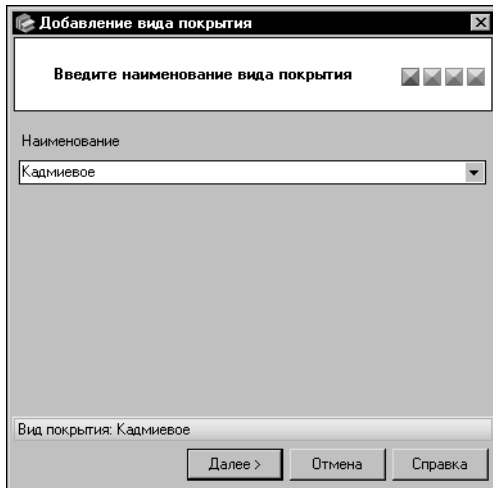 Добавление вида покрытия
Введите наименование вида покрытия
Наименование
Кадмиевое
Вид покрытия: Кадмиевое
Далее > Отмена Справка